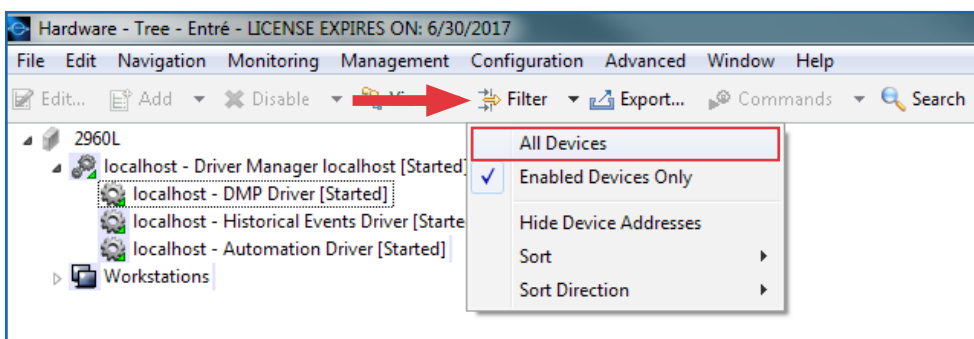 Hardware - Tree - Entré - LICENSE EXPIRES ON: 6/30/2017
File Edit Navigation Monitoring Management Configuration Advanced Window Help
Edit... Add Disable Filter Export... Commands Search
2960L
localhost - Driver Manager localhost [Started]
localhost - DMP Driver [Started]
localhost - Historical Events Driver [Starte
localhost - Automation Driver [Started]
Workstations
All Devices
Enabled Devices Only
Hide Device Addresses
Sort
Sort Direction